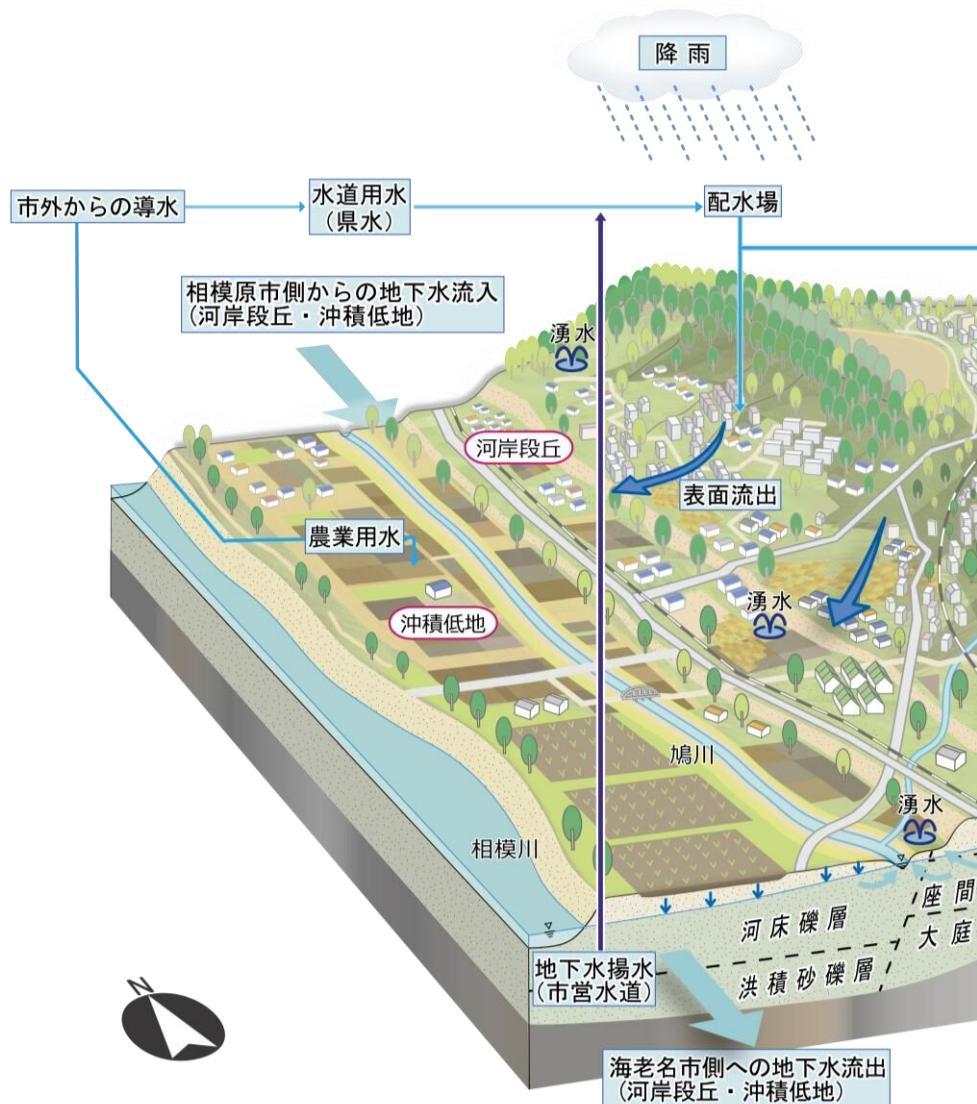 降雨
市外からの導水
水道用水
(県水)
配水場
相模原市側からの地下水流入
(河岸段丘・沖積低地)
湧水
河岸段丘
表面流出
農業用水
湧水
沖積低地
鳩川
湧水
相模川
座間
河床礫層
大庭
地下水揚水
(市営水道)
洪積砂礫層
N
海老名市側への地下水流出
(河岸段丘・沖積低地)